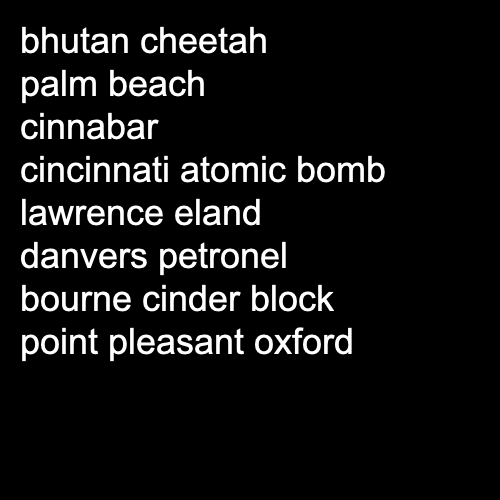 bhutan cheetah
palm beach
cinnabar
cincinnati atomic bomb
lawrence eland
danvers petronel
bourne cinder block
point pleasant oxford